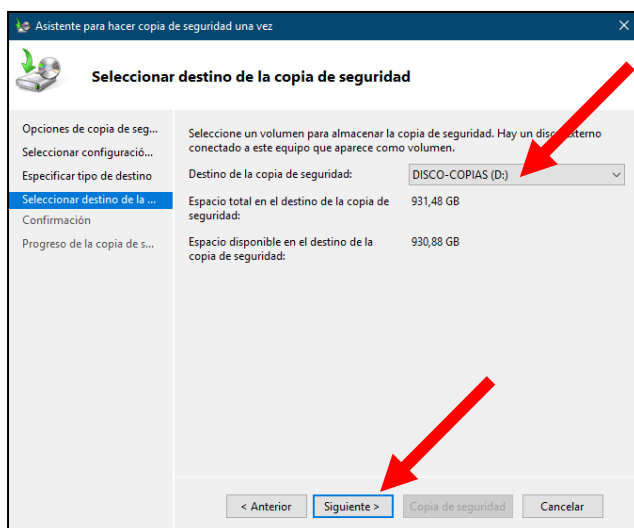 Asistente para hacer copia de seguridad una vez
Seleccionar destino de la copia de seguridad
Opciones de copia de seg...
Seleccionar configuració...
Especificar tipo de destino
Seleccionar destino de la ...
Confirmación
Progreso de la copia de s...
Seleccione un volumen para almacenar la copia de seguridad. Hay un disco externo
conectado a este equipo que aparece como volumen.
Destino de la copia de seguridad: DISCO-COPIAS (D:)
Espacio total en el destino de la copia de 931,48 GB
seguridad:
Espacio disponible en el destino de la 930,88 GB
copia de seguridad:
< Anterior Siguiente > Copia de seguridad Cancelar